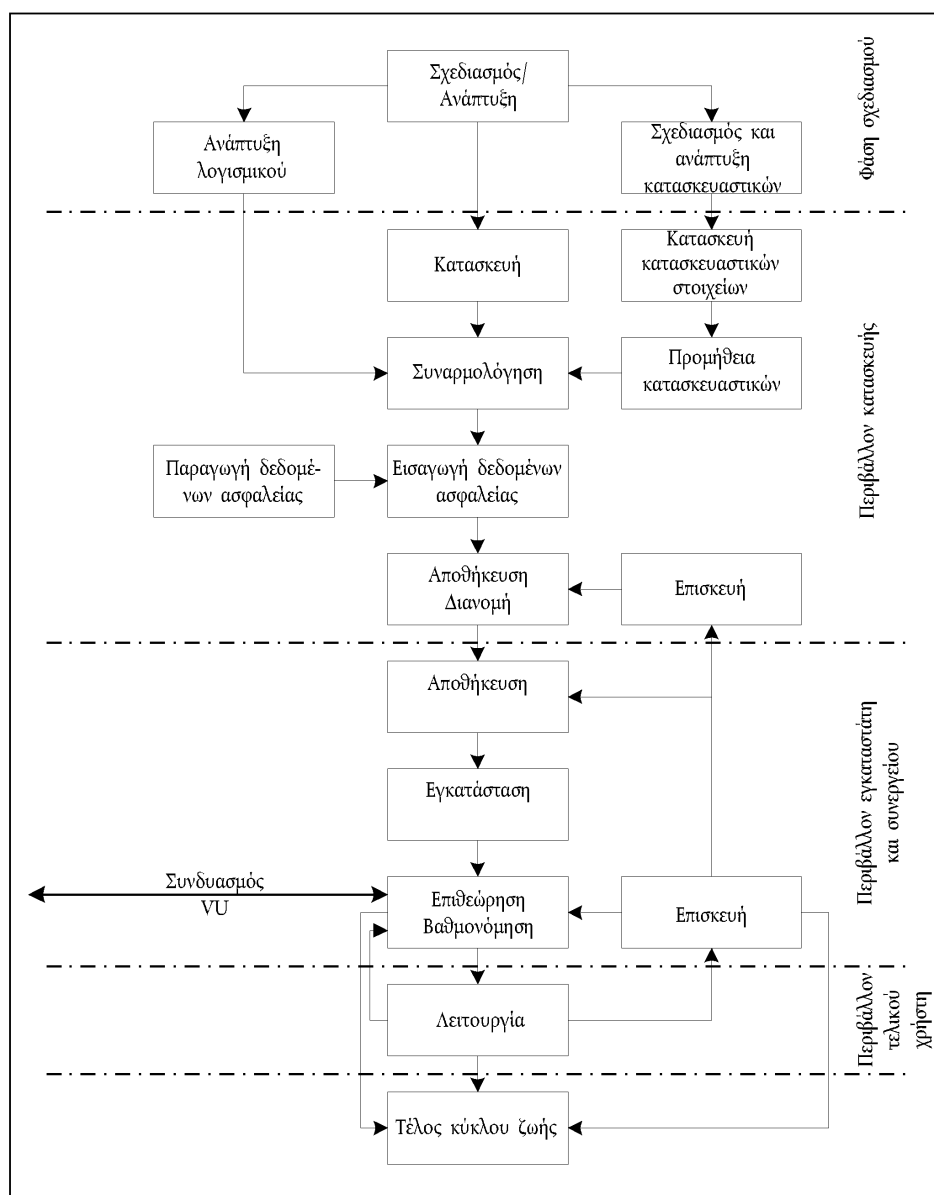 Σχεδιασμός/
Ανάπτυξη
Ανάπτυξη
λογισμικού
Σχεδιασμός και
ανάπτυξη
κατασκευαστικών
Φάση σχεδιασμού
Κατασκευή
Κατασκευή
κατασκευαστικών
στοιχείων
Συναρμολόγηση
Προμήθεια
κατασκευαστικών
Παραγωγή δεδομέ-
νων ασφαλείας
Εισαγωγή δεδομένων
ασφαλείας
Αποθήκευση
Διανομή
Επισκευή
Περιβάλλον κατασκευής
Αποθήκευση
Εγκατάσταση
Συνδυασμός
VU
Επιθεώρηση
Βαθμονόμηση
Επισκευή
Περιβάλλον εγκαταστάτη
και συνεργείου
Λειτουργία
Περιβάλλον
τελικού
χρήστη
Τέλος κύκλου ζωής